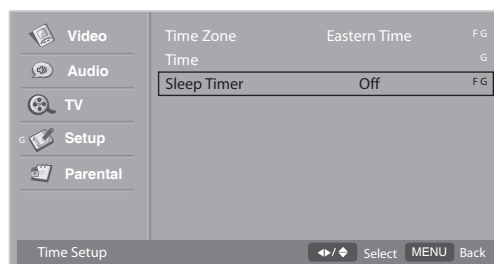 Video
Audio
TV
G Setup
Parental
Time Zone Eastern Time F G
Time G
Sleep Timer Off F G
Time Setup Select MENU Back